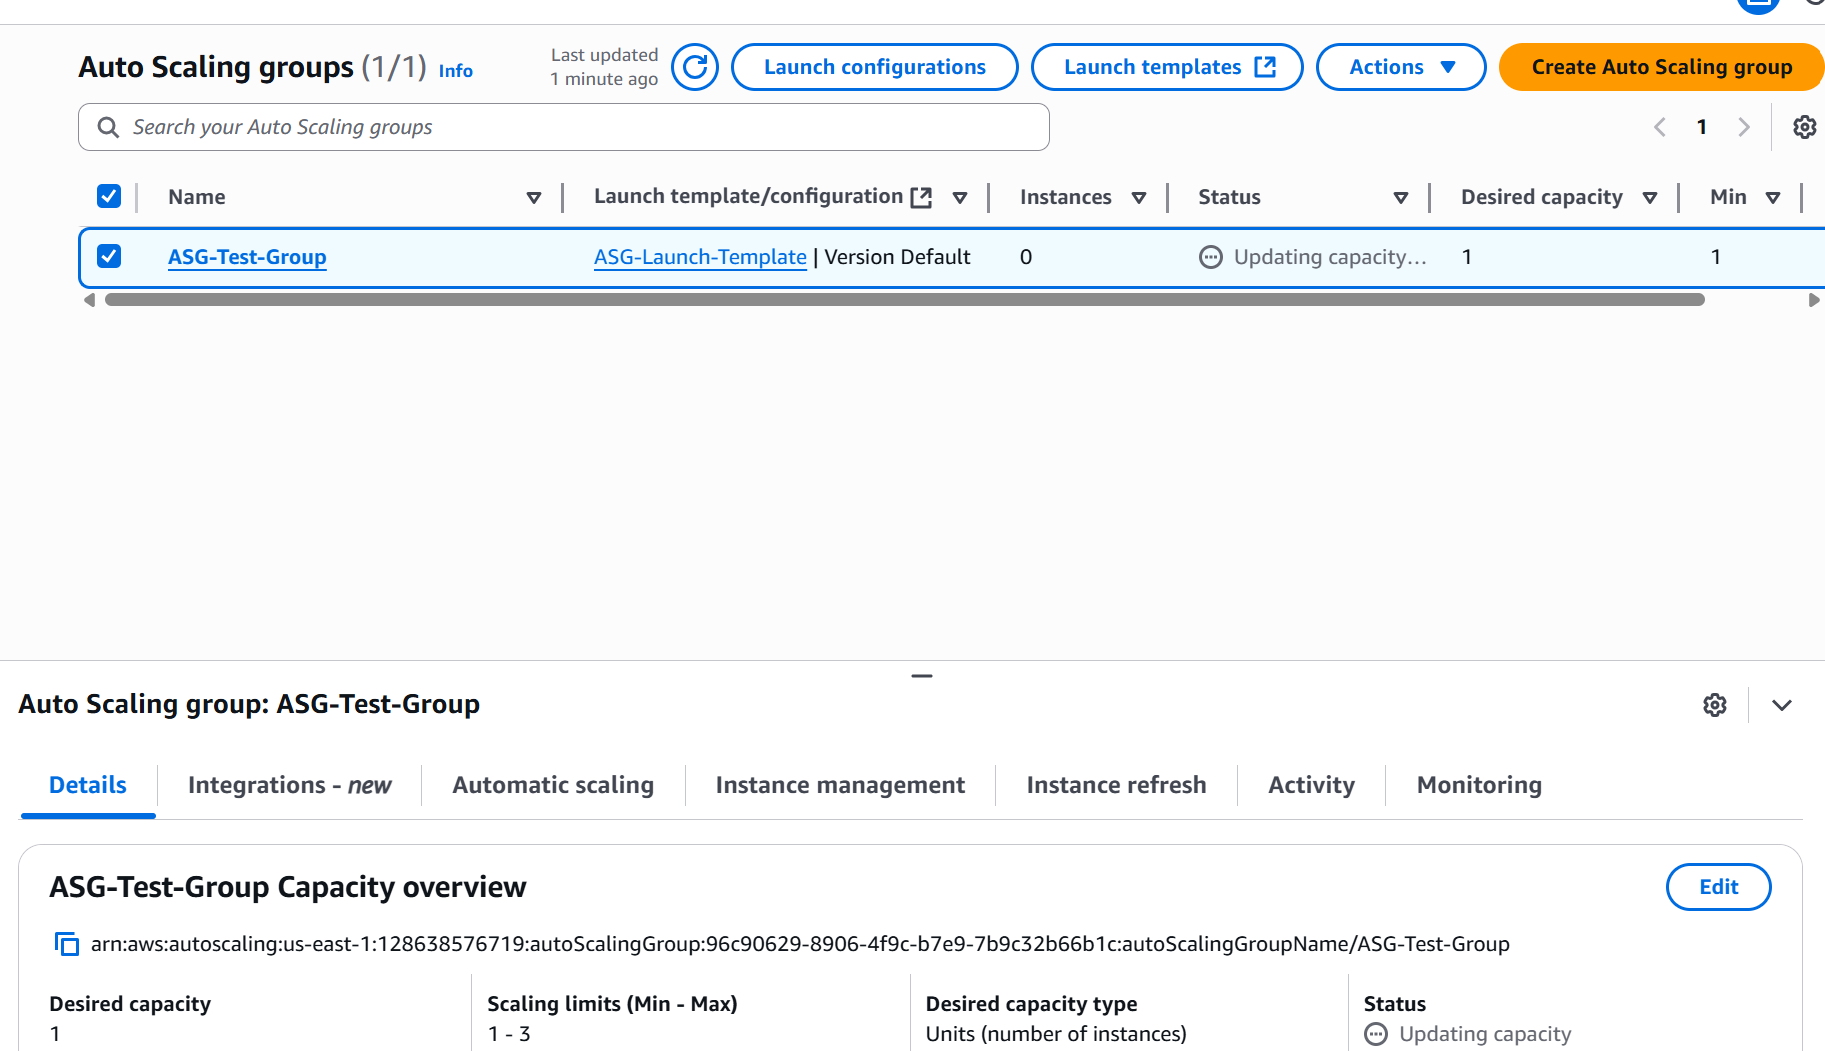 Auto Scaling groups (1/1) Info
Last updated
1 minute ago
Launch configurations
Launch templates
Actions
Create Auto Scaling group
Search your Auto Scaling groups
1
Name
Launch template/configuration
Instances
Status
Desired capacity
Min
ASG-Test-Group
ASG-Launch-Template | Version Default
0
Updating capacity...
1
1
Auto Scaling group: ASG-Test-Group
Details
Integrations - new
Automatic scaling
Instance management
Instance refresh
Activity
Monitoring
ASG-Test-Group Capacity overview
Edit
arn:aws:autoscaling:us-east-1:128638576719:autoScalingGroup:96c90629-8906-4f9c-b7e9-7b9c32b66b1c:autoScalingGroupName/ASG-Test-Group
Desired capacity
1
Scaling limits (Min - Max)
1 - 3
Desired capacity type
Units (number of instances)
Status
Updating capacity